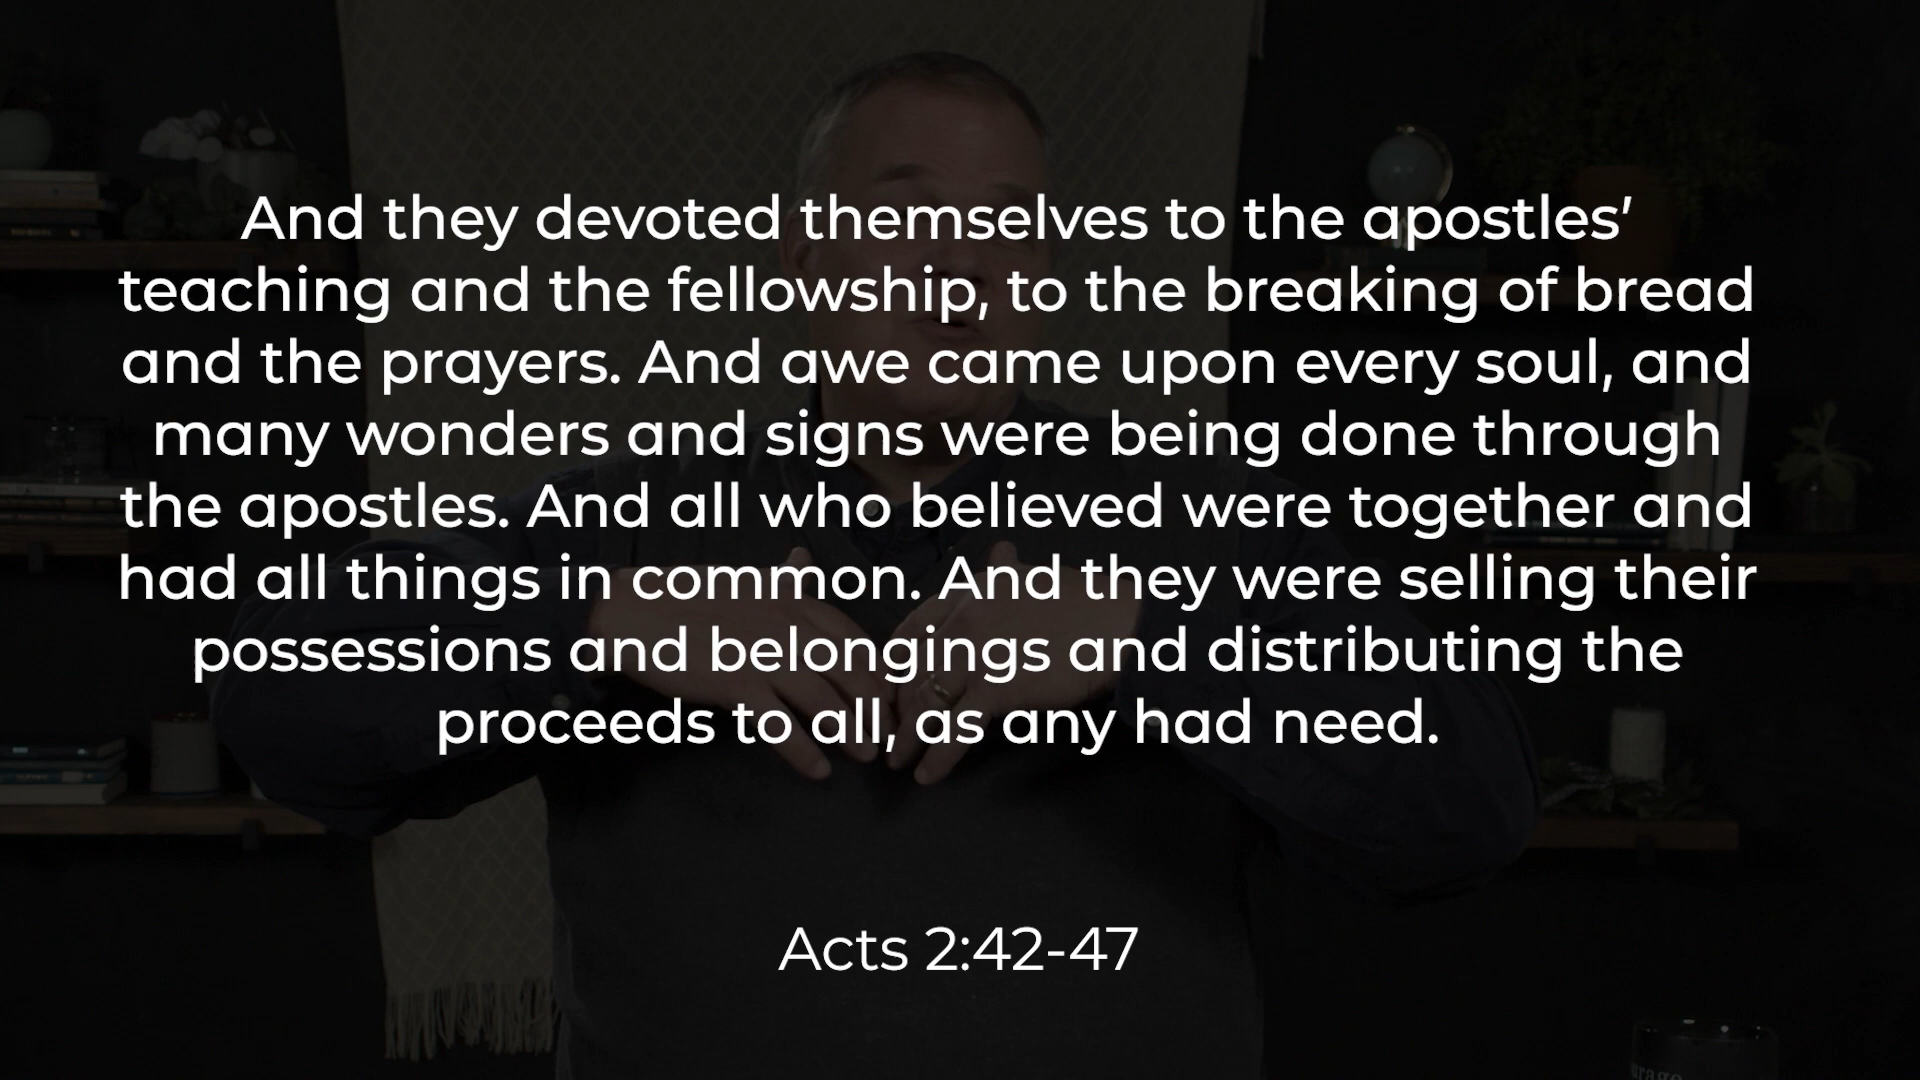 And they devoted themselves to the apostles’
teaching and the fellowship, to the breaking of bread
and the prayers. And awe came upon every soul, and
many wonders and signs were being done through
the apostles. And all who believed were together and
had all things in common. And they were selling their
possessions and belongings and distributing the
proceeds to all, as any had need.
Acts 2:42-47